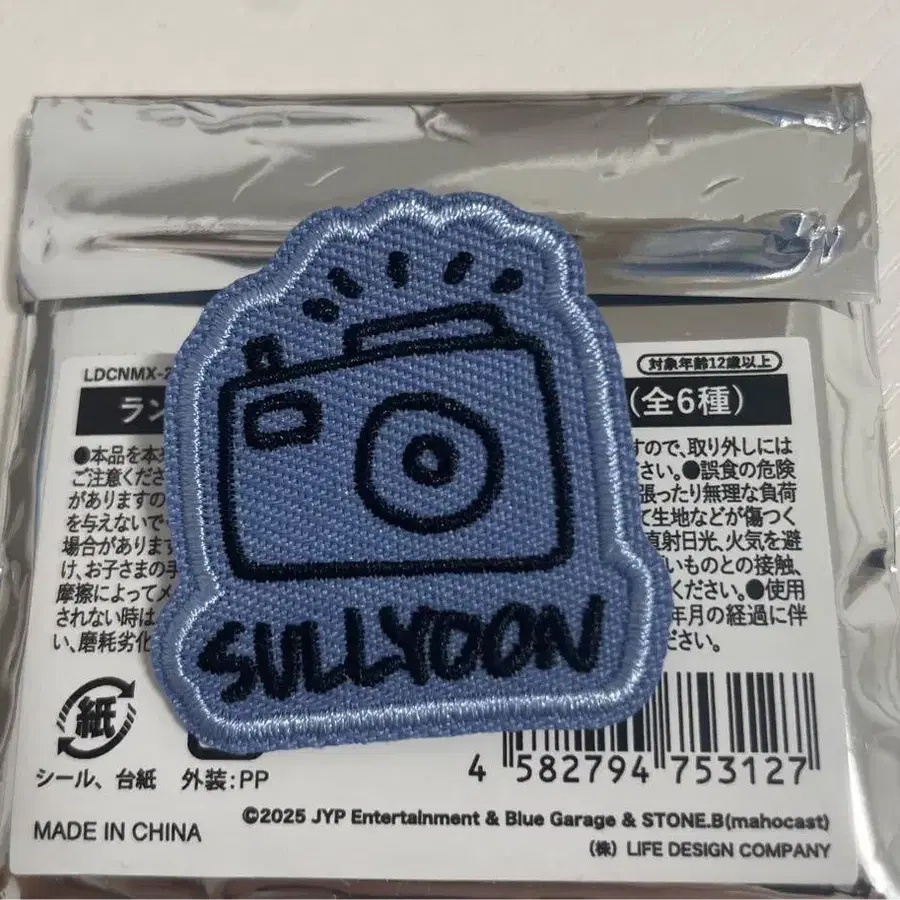 LDCNMX-2
対象年齢12歳以上
ラン
(全6種)
●本品を本 すので、取り外しには
ご注意くださ さい。●誤食の危険
がありますの 張ったり無理な負荷
を与えないで て生地などが傷つく
場合があります 直射日光、火気を避
け、お子さまの手 いものとの接触、
摩擦によってメ ください。●使用
されない時は 年月の経過に伴
い、磨耗劣化 ださい。
SULLYOON
紙
シール、台紙 外装:PP
4 582794 753127
MADE IN CHINA
©2025 JYP Entertainment & Blue Garage & STONE.B(mahocast)
(株) LIFE DESIGN COMPANY